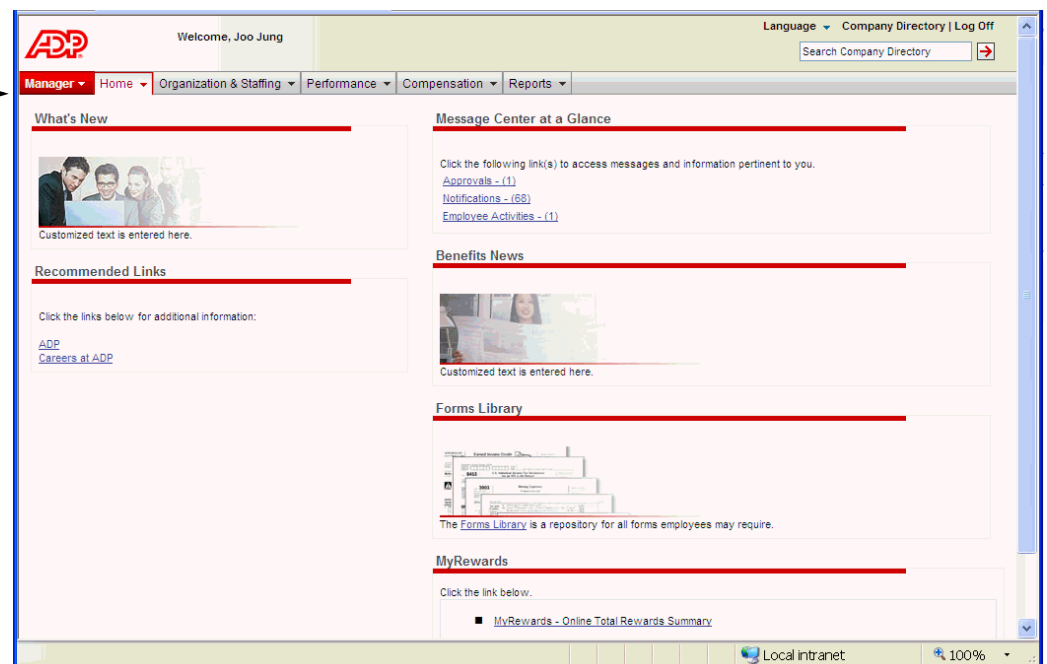 Language Company Directory | Log Off
ADP
Welcome, Joo Jung
Search Company Directory
Manager Home Organization & Staffing Performance Compensation Reports
What's New
Customized text is entered here.
Recommended Links
Click the links below for additional information:
ADP
Careers at ADP
Message Center at a Glance
Click the following link(s) to access messages and information pertinent to you.
Approvals - (1)
Notifications - (68)
Employee Activities - (1)
Benefits News
Customized text is entered here.
Forms Library
The Forms Library is a repository for all forms employees may require.
MyRewards
Click the link below.
MyRewards - Online Total Rewards Summary
Local intranet 100%